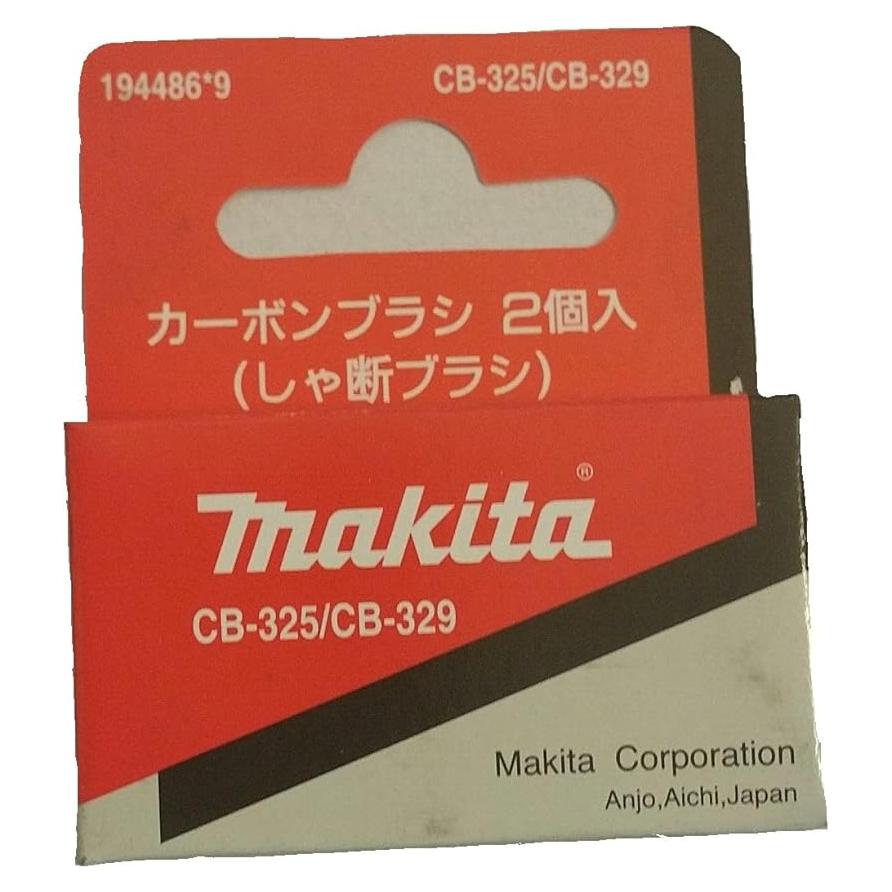 194486*9 CB-325/CB-329
カーボンブラシ 2個入
(しゃ断ブラシ)
makita®
CB-325/CB-329
Makita Corporation
Anjo,Aichi,Japan